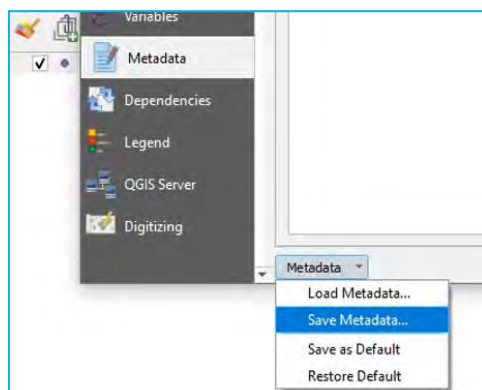 Variables
Metadata
Dependencies
Legend
QGIS Server
Digitizing
Metadata
Load Metadata...
Save Metadata...
Save as Default
Restore Default